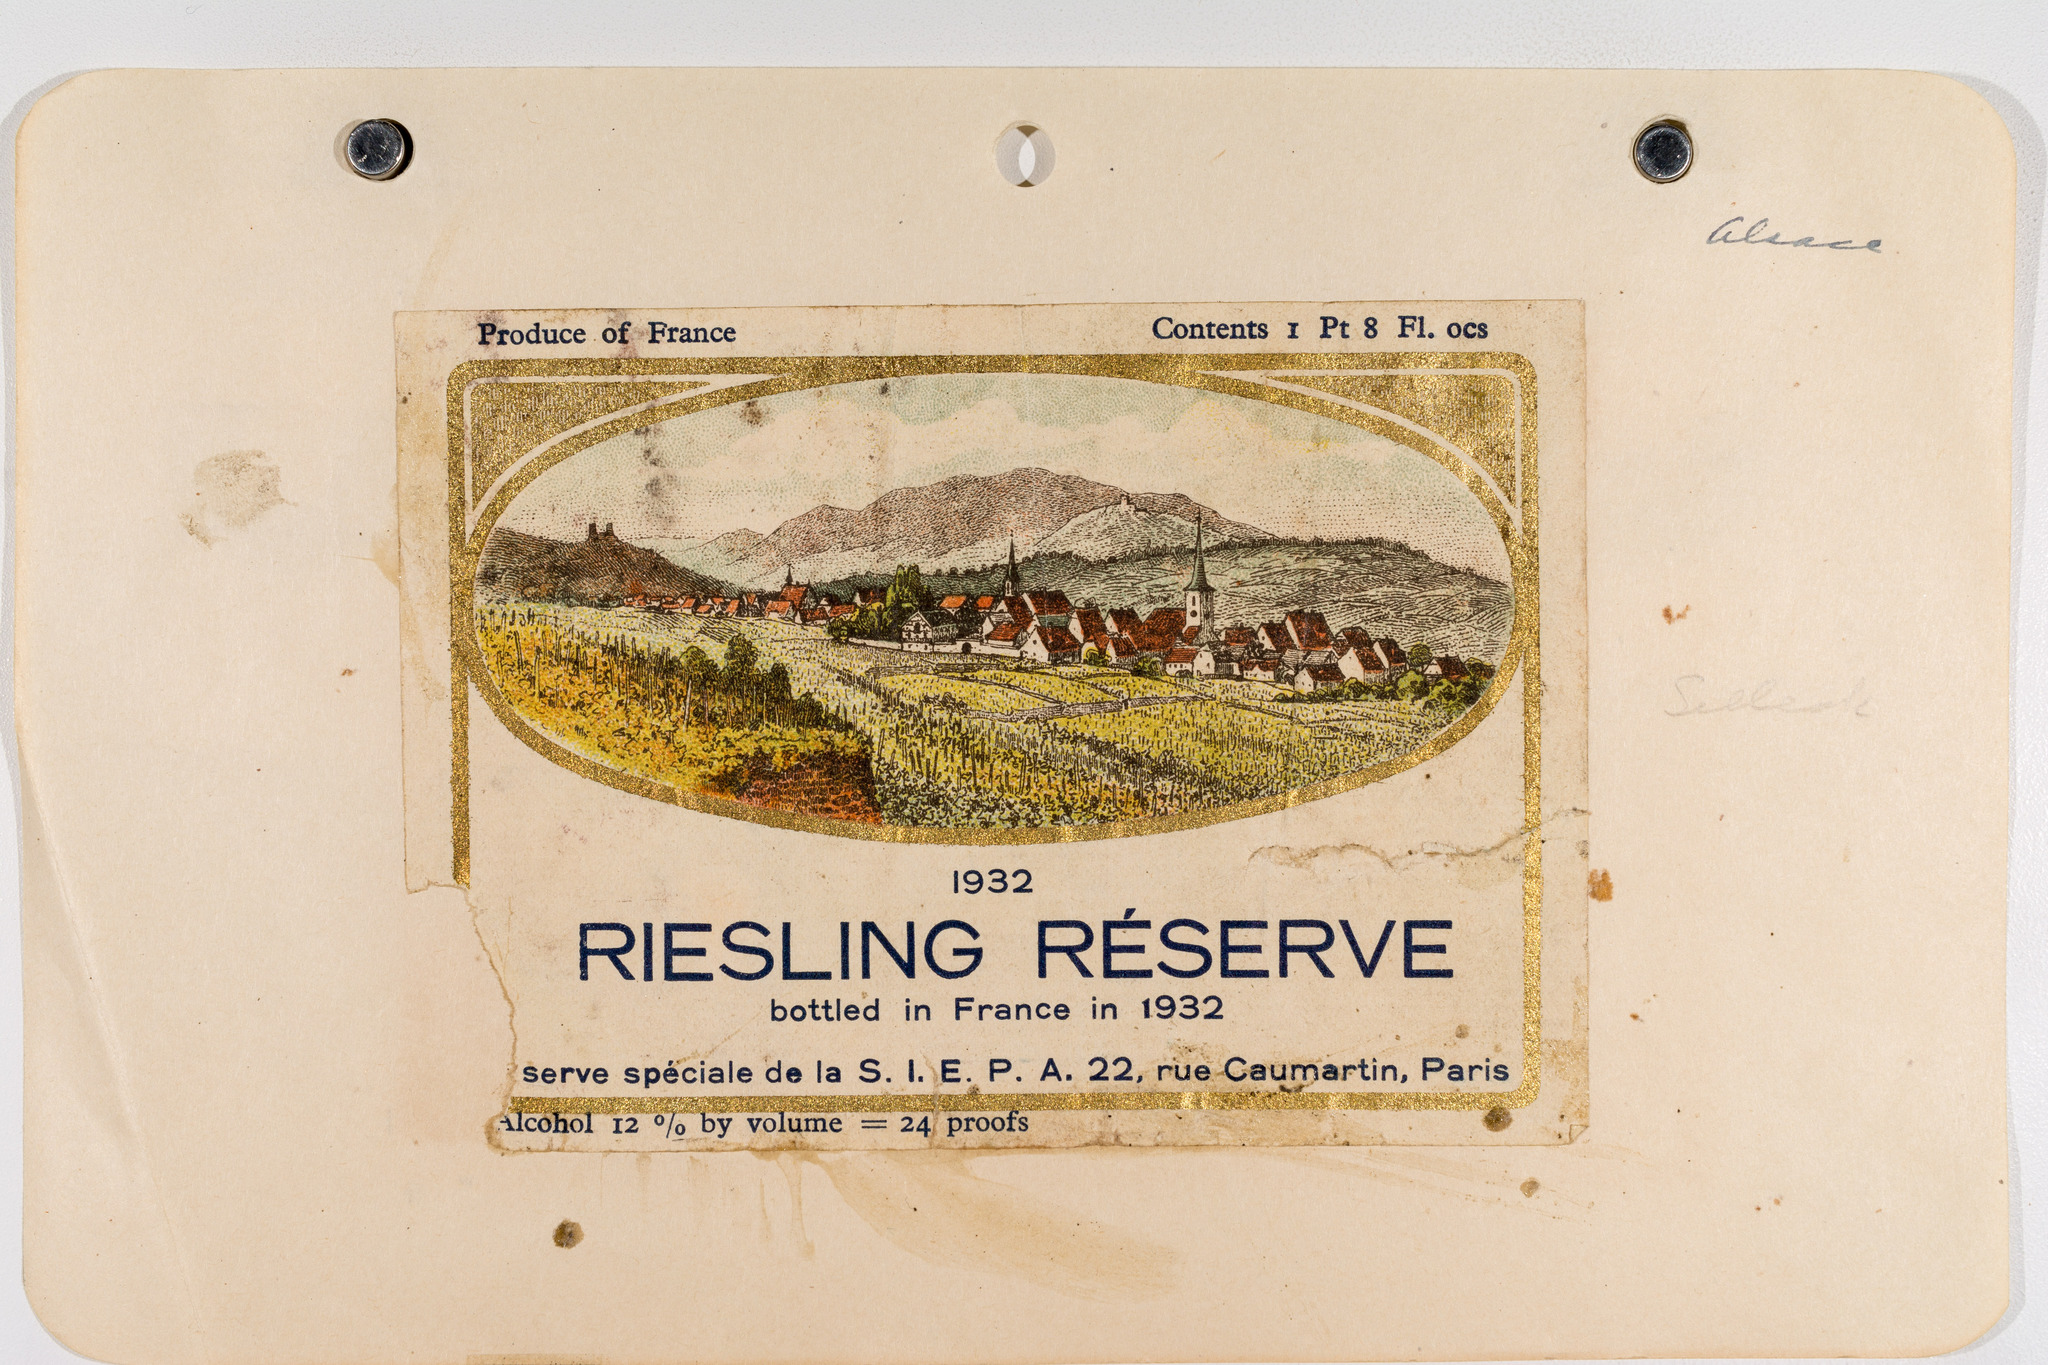 Alsace
Produce of France
Contents 1 Pt 8 Fl. ocs
1932
RIESLING RÉSERVE
bottled in France in 1932
serve spéciale de la S. I. E. P. A. 22, rue Caumartin, Paris
Alcohol 12 % by volume = 24 proofs